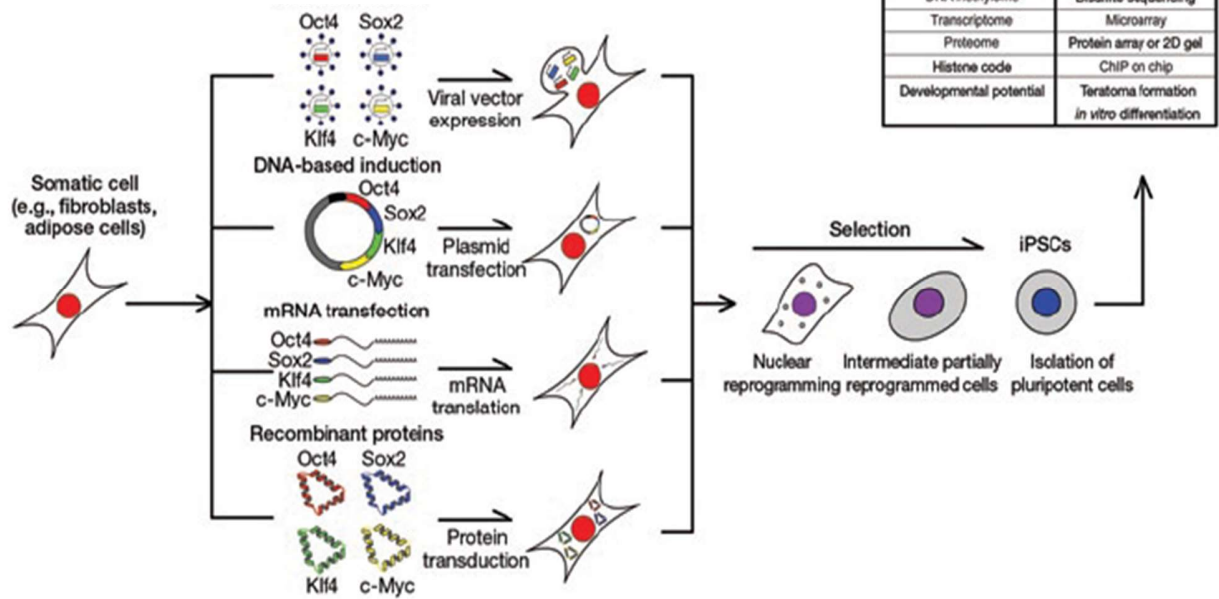 Oct4 Sox2
Klf4 c-Myc
Viral vector
expression
DNA-based induction
Oct4
Sox2
Klf4
c-Myc
Plasmid
transfection
mRNA transfection
Oct4
Sox2
Klf4
c-Myc
mRNA
translation
Recombinant proteins
Oct4 Sox2
Klf4 c-Myc
Protein
transduction
Somatic cell
(e.g., fibroblasts,
adipose cells)
Selection
iPSCs
Nuclear
reprogramming
Intermediate partially
reprogrammed cells
Isolation of
pluripotent cells
Transcriptome Microarray
Proteome Protein array or 2D gel
Histone code ChIP on chip
Developmental potential Teratoma formation
in vitro differentiation